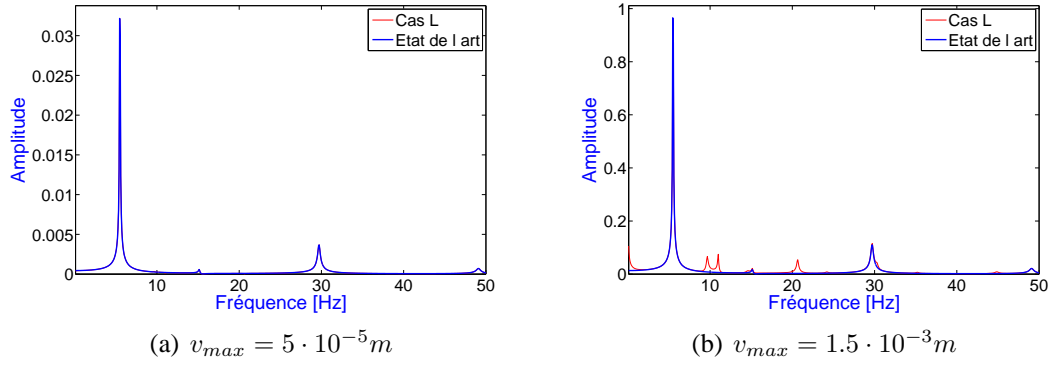 0.03
0.025
0.02
0.015
0.01
0.005
0
Amplitude
10
20
30
40
50
Fréquence [Hz]
Cas L
Etat de l art
(a) v_{max} = 5 · 10^{-5}m
1
0.8
0.6
0.4
0.2
0
Amplitude
10
20
30
40
50
Fréquence [Hz]
Cas L
Etat de l art
(b) v_{max} = 1.5 · 10^{-3}m